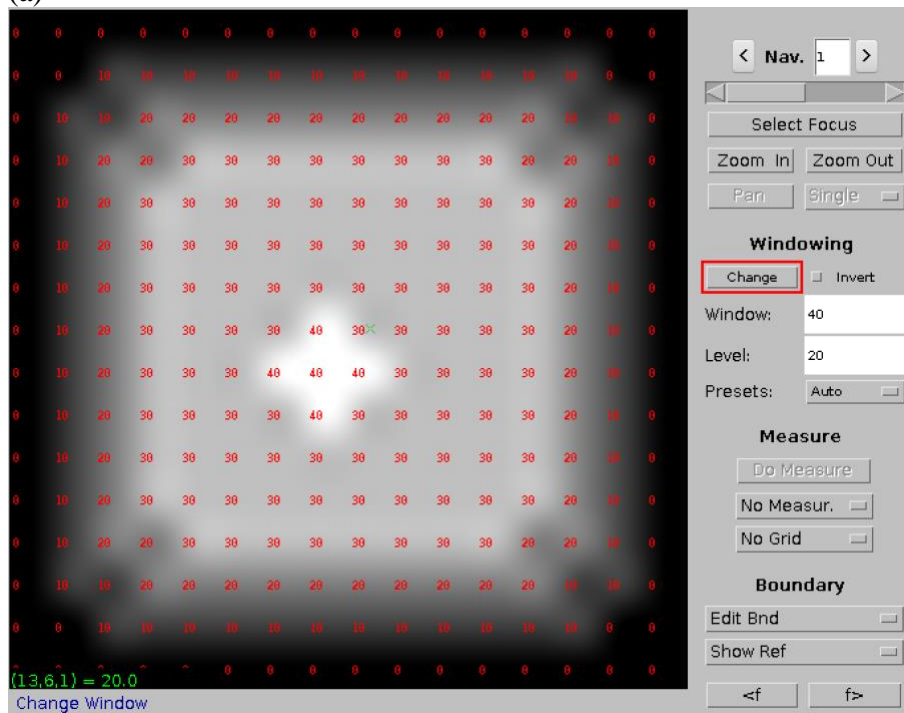 (a)
0 0 0 0 0 0 0 0 0 0 0 0 0 0 0 0
0 0 10 10 10 10 10 10 10 10 10 10 10 10 0 0
0 10 10 20 20 20 20 20 20 20 20 20 20 10 10 0
0 10 20 20 30 30 30 30 30 30 30 30 20 20 10 0
0 10 20 30 30 30 30 30 30 30 30 30 30 20 10 0
0 10 20 30 30 30 30 30 30 30 30 30 30 20 10 0
0 10 20 30 30 30 30 30 30 30 30 30 30 20 10 0
0 10 20 30 30 30 30 40 30 30 30 30 30 20 10 0
0 10 20 30 30 30 40 40 40 30 30 30 30 20 10 0
0 10 20 30 30 30 30 40 30 30 30 30 30 20 10 0
0 10 20 30 30 30 30 30 30 30 30 30 30 20 10 0
0 10 20 30 30 30 30 30 30 30 30 30 30 20 10 0
0 10 20 20 30 30 30 30 30 30 30 30 20 20 10 0
0 10 10 20 20 20 20 20 20 20 20 20 20 10 10 0
0 0 10 10 10 10 10 10 10 10 10 10 10 10 0 0
0 0 0 0 0 0 0 0 0 0 0
(13,6,1) = 20.0
Change Window
< Nav. 1 >
Select Focus
Zoom In Zoom Out
Pan Single
Windowing
Change Invert
Window: 40
Level: 20
Presets: Auto
Measure
Do Measure
No Measur.
No Grid
Boundary
Edit Bnd
Show Ref
<f f>